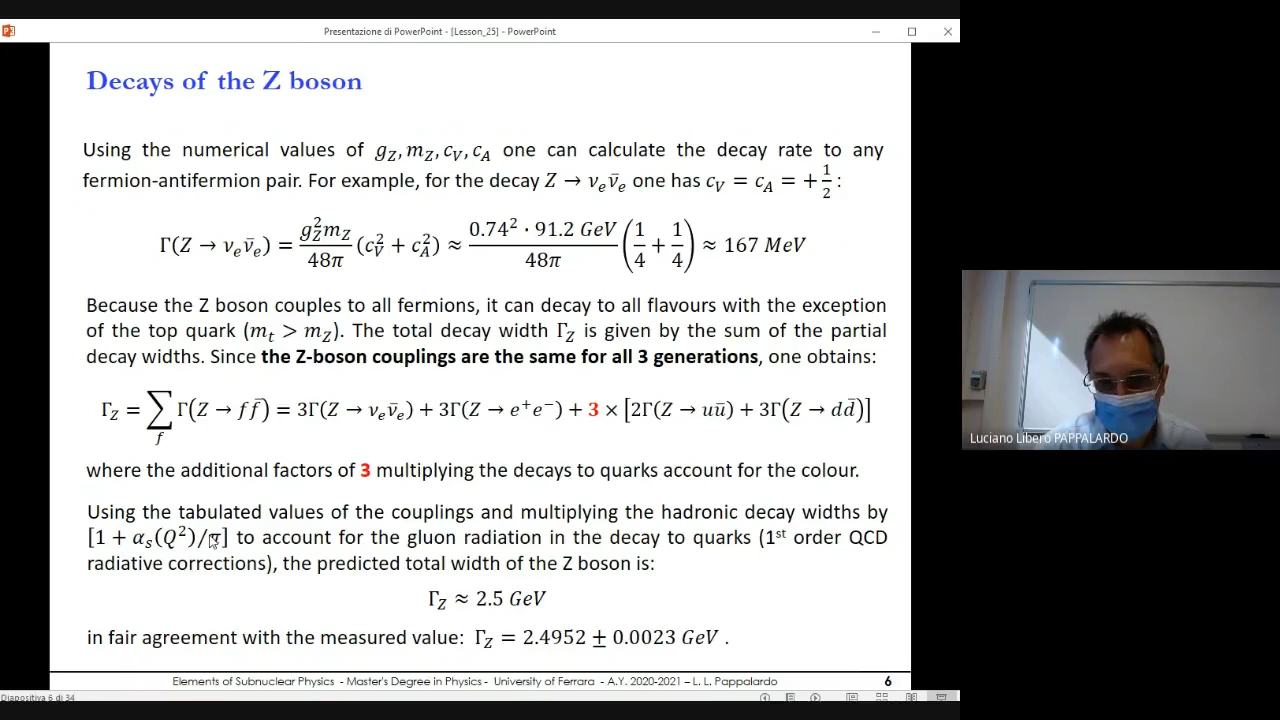 Presentazione di PowerPoint - [Lesson_25] - PowerPoint
Decays of the Z boson
Using the numerical values of g_Z, m_Z, c_V, c_A one can calculate the decay rate to any
fermion-antifermion pair. For example, for the decay Z → ν_e ν̄_e one has c_V = c_A = +1/2 :
Γ(Z → ν_e ν̄_e) = g_Z² m_Z / 48π (c_V² + c_A²) ≈ 0.74² · 91.2 GeV / 48π (1/4 + 1/4) ≈ 167 MeV
Because the Z boson couples to all fermions, it can decay to all flavours with the exception
of the top quark (m_t > m_Z). The total decay width Γ_Z is given by the sum of the partial
decay widths. Since the Z-boson couplings are the same for all 3 generations, one obtains:
Γ_Z = ∑_f Γ(Z → f f̄) = 3Γ(Z → ν_e ν̄_e) + 3Γ(Z → e⁺e⁻) + 3 × [2Γ(Z → uū) + 3Γ(Z → dd̄)]
where the additional factors of 3 multiplying the decays to quarks account for the colour.
Using the tabulated values of the couplings and multiplying the hadronic decay widths by
[1 + α_s(Q²)/π] to account for the gluon radiation in the decay to quarks (1st order QCD
radiative corrections), the predicted total width of the Z boson is:
Γ_Z ≈ 2.5 GeV
in fair agreement with the measured value: Γ_Z = 2.4952 ± 0.0023 GeV .
Elements of Subnuclear Physics - Master's Degree in Physics - University of Ferrara - A.Y. 2020-2021 – L. L. Pappalardo 6
Diapositiva 6 di 34
Luciano Libero PAPPALARDO